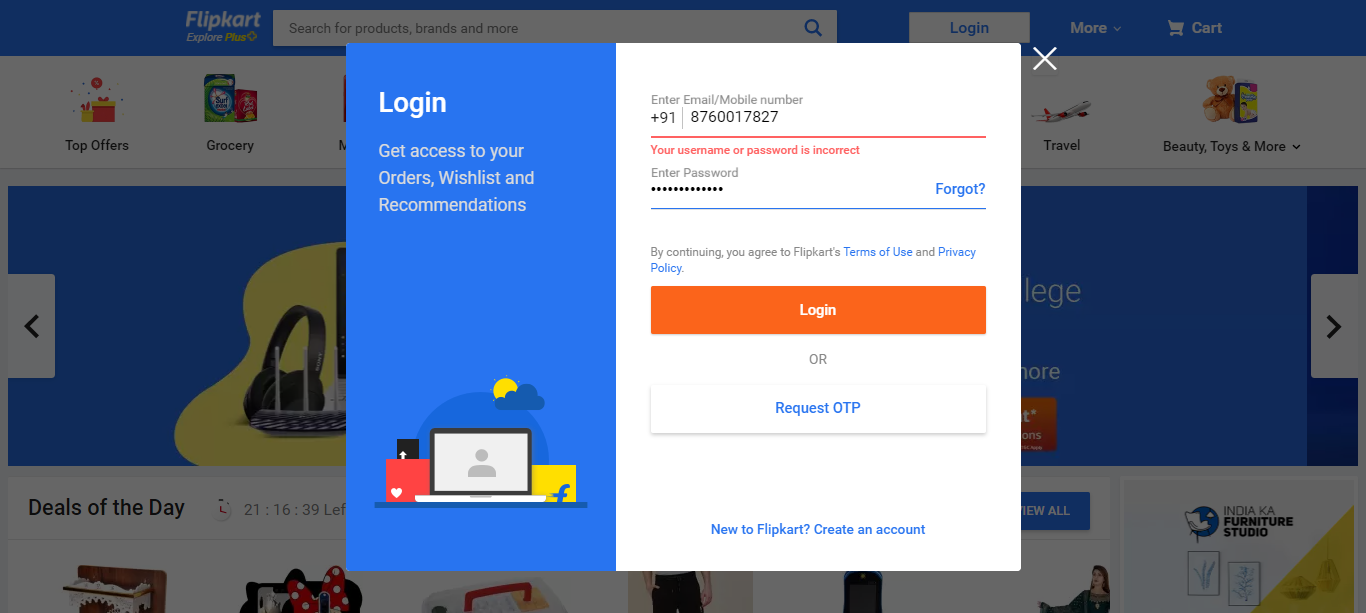 Flipkart
Explore Plus
Search for products, brands and more
Login
More
Cart
Top Offers
Grocery
M
Travel
Beauty, Toys & More
Login
Get access to your
Orders, Wishlist and
Recommendations
Enter Email/Mobile number
+91 8760017827
Your username or password is incorrect
Enter Password
•••••••••••••
Forgot?
By continuing, you agree to Flipkart's Terms of Use and Privacy
Policy.
Login
OR
Request OTP
New to Flipkart? Create an account
llege
more
Deals of the Day
21 : 16 : 39 Lef
VIEW ALL
INDIA KA
FURNITURE
STUDIO